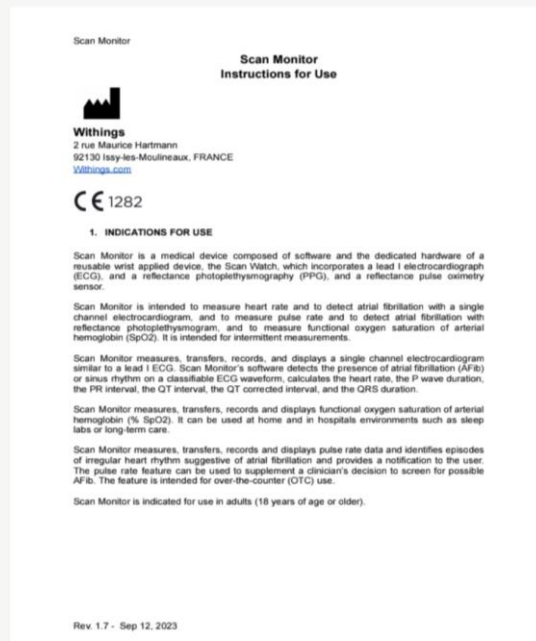 Scan Monitor
Scan Monitor
Instructions for Use
Withings
2 rue Maurice Hartmann
92130 Issy-les-Moulineaux, FRANCE
Withings.com
CE 1282
1. INDICATIONS FOR USE
Scan Monitor is a medical device composed of software and the dedicated hardware of a
reusable wrist applied device, the Scan Watch, which incorporates a lead I electrocardiograph
(ECG), and a reflectance photoplethysmography (PPG), and a reflectance pulse oximetry
sensor.
Scan Monitor is intended to measure heart rate and to detect atrial fibrillation with a single
channel electrocardiogram, and to measure pulse rate and to detect atrial fibrillation with
reflectance photoplethysmogram, and to measure functional oxygen saturation of arterial
hemoglobin (SpO2). It is intended for intermittent measurements.
Scan Monitor measures, transfers, records, and displays a single channel electrocardiogram
similar to a lead I ECG. Scan Monitor's software detects the presence of atrial fibrillation (AFib)
or sinus rhythm on a classifiable ECG waveform, calculates the heart rate, the P wave duration,
the PR interval, the QT interval, the QT corrected interval, and the QRS duration.
Scan Monitor measures, transfers, records and displays functional oxygen saturation of arterial
hemoglobin (% SpO2). It can be used at home and in hospitals environments such as sleep
labs or long-term care.
Scan Monitor measures, transfers, records and displays pulse rate data and identifies episodes
of irregular heart rhythm suggestive of atrial fibrillation and provides a notification to the user.
The pulse rate feature can be used to supplement a clinician's decision to screen for possible
AFib. The feature is intended for over-the-counter (OTC) use.
Scan Monitor is indicated for use in adults (18 years of age or older).
Rev. 1.7 - Sep 12, 2023